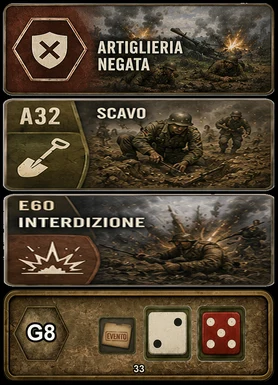 ARTIGLIERIA
NEGATA
A32
SCAVO
E60
INTERDIZIONE
G8
EVENTO
33